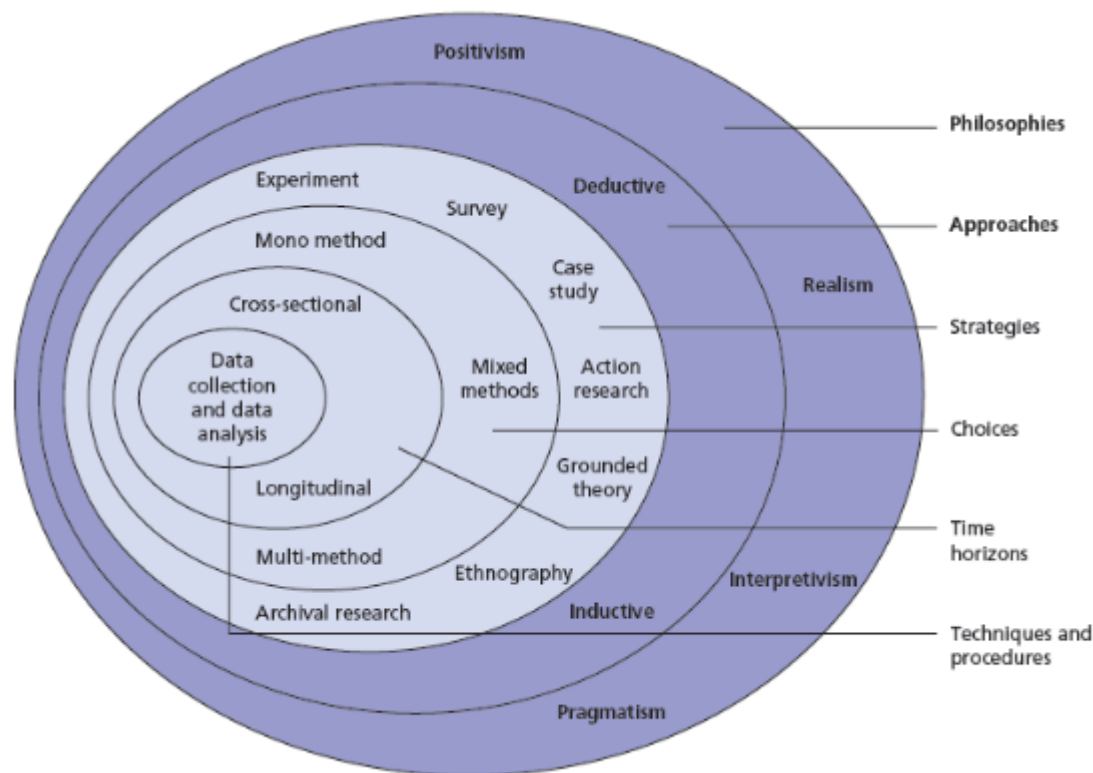 Positivism
Philosophies
Experiment
Deductive
Survey
Approaches
Mono method
Case
study
Realism
Cross-sectional
Strategies
Data
collection
and data
analysis
Mixed
methods
Action
research
Choices
Grounded
theory
Longitudinal
Time
horizons
Multi-method
Ethnography
Interpretivism
Archival research
Inductive
Techniques and
procedures
Pragmatism